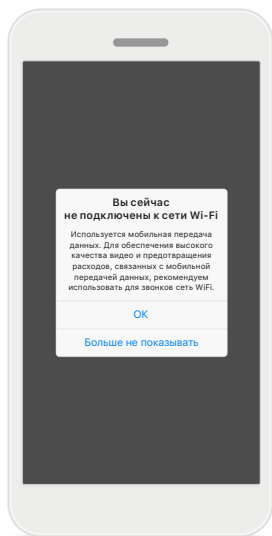 Вы сейчас
не подключены к сети Wi-Fi
Используется мобильная передача
данных. Для обеспечения высокого
качества видео и предотвращения
расходов, связанных с мобильной
передачей данных, рекомендуем
использовать для звонков сеть WiFi.
OK
Больше не показывать